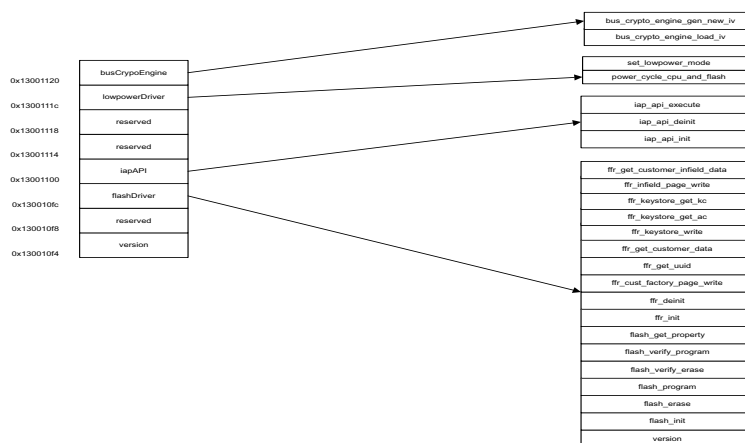 busCrypoEngine
0x13001120
lowpowerDriver
0x1300111c
reserved
0x13001118
reserved
0x13001114
iapAPI
0x13001100
flashDriver
0x130010fc
reserved
0x130010f8
version
0x130010f4
bus_crypto_engine_gen_new_iv
bus_crypto_engine_load_iv
set_lowpower_mode
power_cycle_cpu_and_flash
iap_api_execute
iap_api_deinit
iap_api_init
ffr_get_customer_infield_data
ffr_infield_page_write
ffr_keystore_get_kc
ffr_keystore_get_ac
ffr_keystore_write
ffr_get_customer_data
ffr_get_uuid
ffr_cust_factory_page_write
ffr_deinit
ffr_init
flash_get_property
flash_verify_program
flash_verify_erase
flash_program
flash_erase
flash_init
version